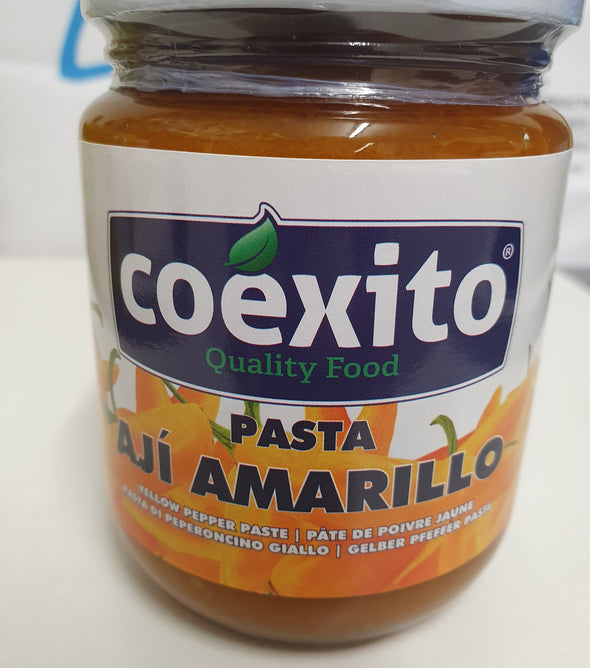 coéxito®
Quality Food
PASTA
AJÍ AMARILLO
YELLOW PEPPER PASTE | PÂTE DE POIVRE JAUNE
PASTA DI PEPERONCINO GIALLO | GELBER PFEFFER PASTE